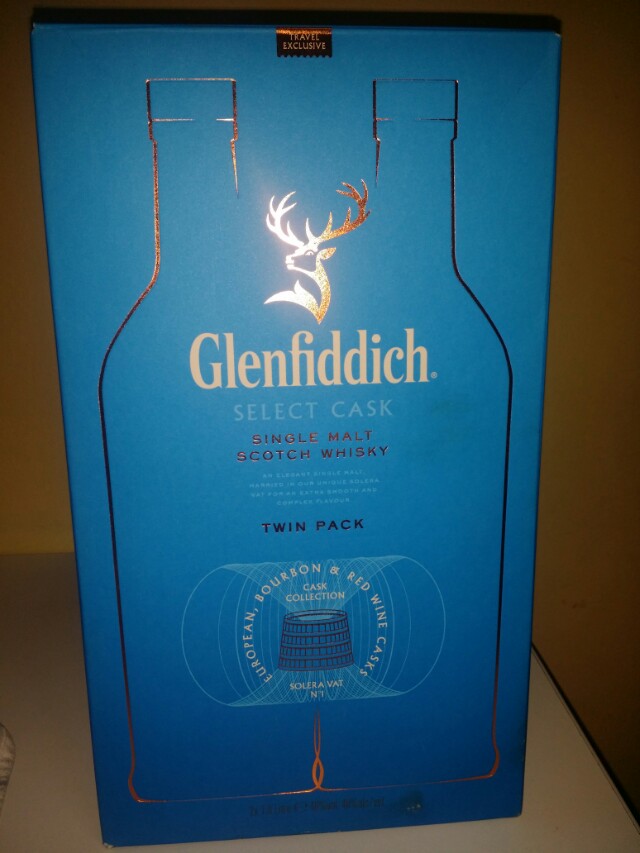 TRAVEL
EXCLUSIVE
Glenfiddich®
SELECT CASK
SINGLE MALT
SCOTCH WHISKY
AN ELEGANT SINGLE MALT,
MARRIED IN OUR UNIQUE SOLERA
VAT FOR AN EXTRA SMOOTH AND
COMPLEX FLAVOUR
TWIN PACK
EUROPEAN, BOURBON & RED WINE CASKS
CASK
COLLECTION
SOLERA VAT
Nº1